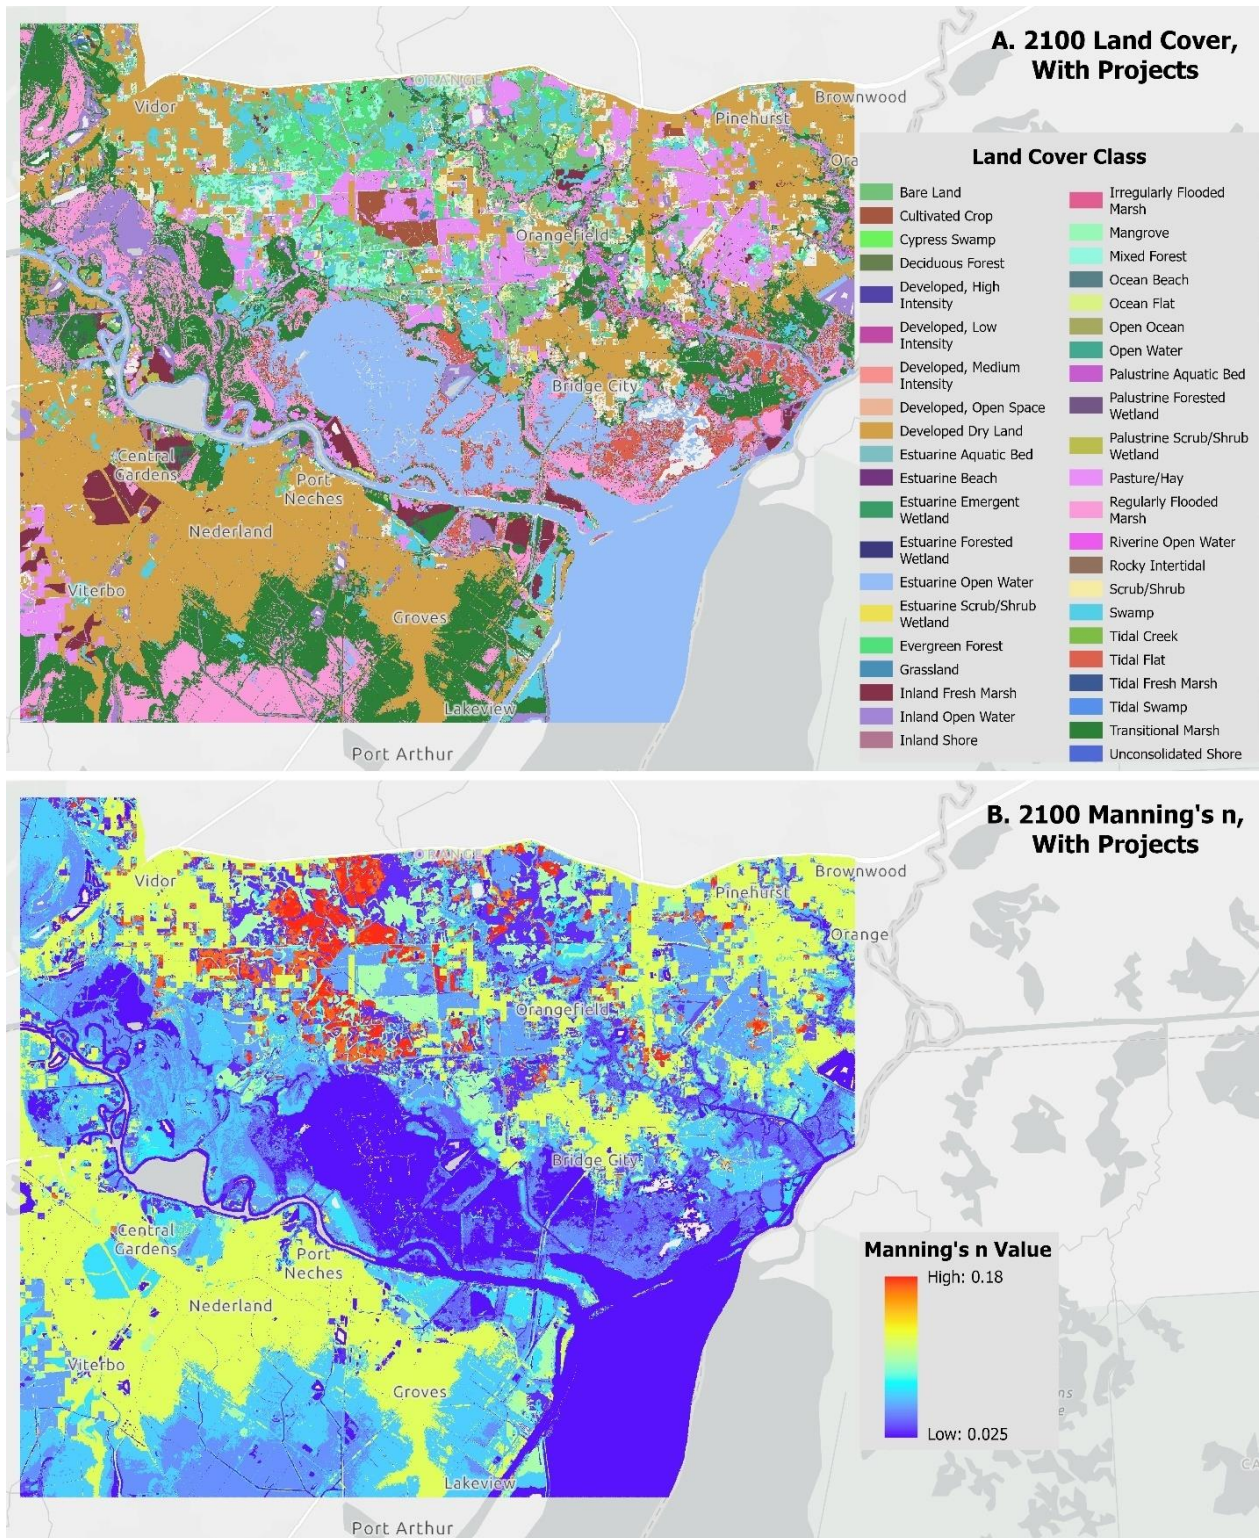 A. 2100 Land Cover,
With Projects
ORANGE
Vidor
Brownwood
Pinehurst
Ora
Orangefield
Bridge City
Central
Gardens
Port
Neches
Nederland
Viterbo
Groves
Lakeview
Port Arthur
3
Land Cover Class
Bare Land
Cultivated Crop
Cypress Swamp
Deciduous Forest
Developed, High
Intensity
Developed, Low
Intensity
Developed, Medium
Intensity
Developed, Open Space
Developed Dry Land
Estuarine Aquatic Bed
Estuarine Beach
Estuarine Emergent
Wetland
Estuarine Forested
Wetland
Estuarine Open Water
Estuarine Scrub/Shrub
Wetland
Evergreen Forest
Grassland
Inland Fresh Marsh
Inland Open Water
Inland Shore
Irregularly Flooded
Marsh
Mangrove
Mixed Forest
Ocean Beach
Ocean Flat
Open Ocean
Open Water
Palustrine Aquatic Bed
Palustrine Forested
Wetland
Palustrine Scrub/Shrub
Wetland
Pasture/Hay
Regularly Flooded
Marsh
Riverine Open Water
Rocky Intertidal
Scrub/Shrub
Swamp
Tidal Creek
Tidal Flat
Tidal Fresh Marsh
Tidal Swamp
Transitional Marsh
Unconsolidated Shore
B. 2100 Manning's n,
With Projects
ORANGE
Vidor
Brownwood
Pinehurst
Orange
Orangefield
Bridge City
Central
Gardens
Port
Neches
Nederland
Viterbo
Groves
Lakeview
Port Arthur
3
Manning's n Value
High: 0.18
Low: 0.025
ns
e
CA